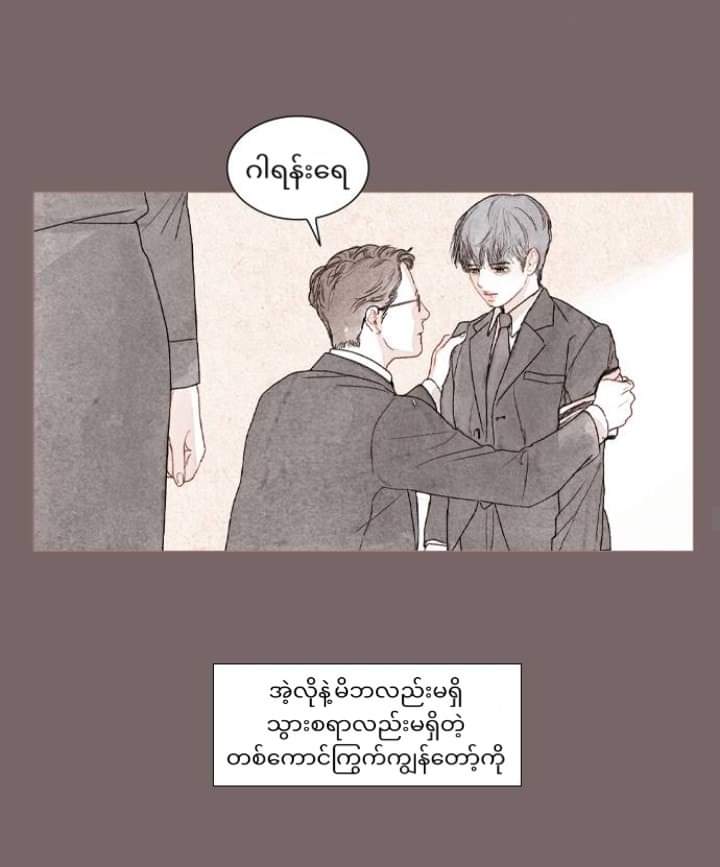 ဂါရန်းရေ
အဲ့လိုနဲ့မိဘလည်းမရှိ
သွားစရာလည်းမရှိတဲ့
တစ်ကောင်ကြွက်ကျွန်တော့်ကို